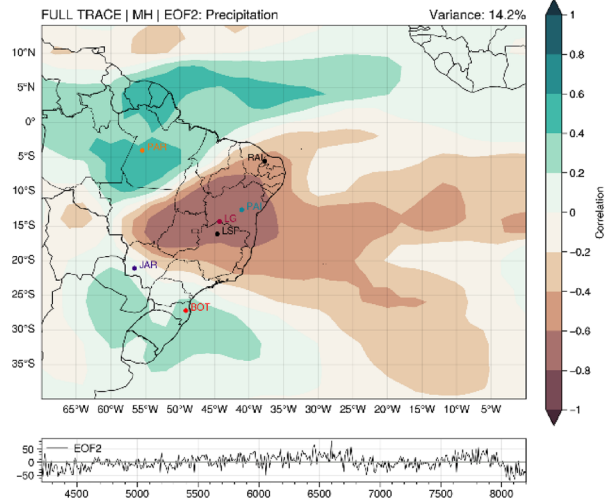 FULL TRACE | MH | EOF2: Precipitation
Variance: 14.2%
10°N
5°N
0°
5°S
10°S
15°S
20°S
25°S
30°S
35°S
65°W 60°W 55°W 50°W 45°W 40°W 35°W 30°W 25°W 20°W 15°W 10°W 5°W
RAI
PAI
LG
LSF
JAR
BOT
1
0.8
0.6
0.4
0.2
0
−0.2
−0.4
−0.6
−0.8
−1
Correlation
EOF2
50
0
−50
4500 5000 5500 6000 6500 7000 7500 8000